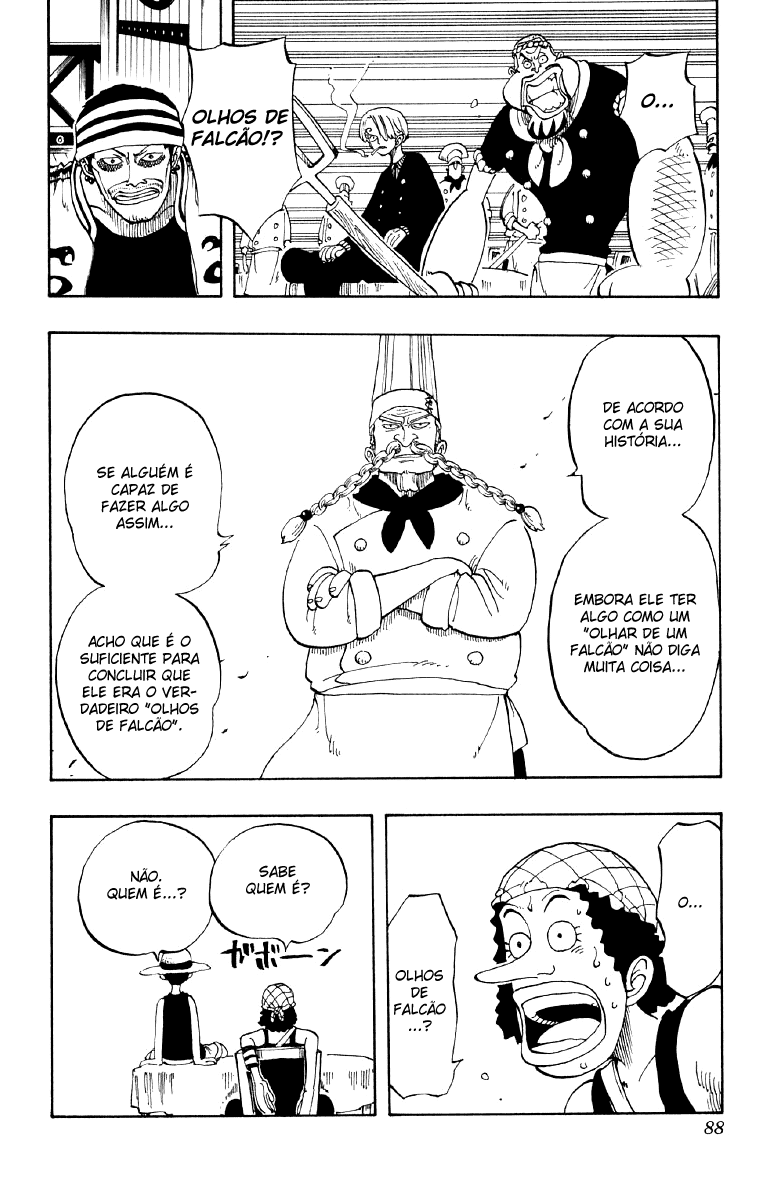 O...
OLHOS DE
FALCÃO!?
DE ACORDO
COM A SUA
HISTÓRIA...
EMBORA ELE TER
ALGO COMO UM
"OLHAR DE UM
FALCÃO" NÃO DIGA
MUITA COISA...
SE ALGUÉM É
CAPAZ DE
FAZER ALGO
ASSIM...
ACHO QUE É O
SUFICIENTE PARA
CONCLUIR QUE
ELE ERA O VER-
DADEIRO "OLHOS
DE FALCÃO".
O...
OLHOS
DE
FALCÃO
...?
SABE
QUEM É?
NÃO.
QUEM É...?
ガボーン
88